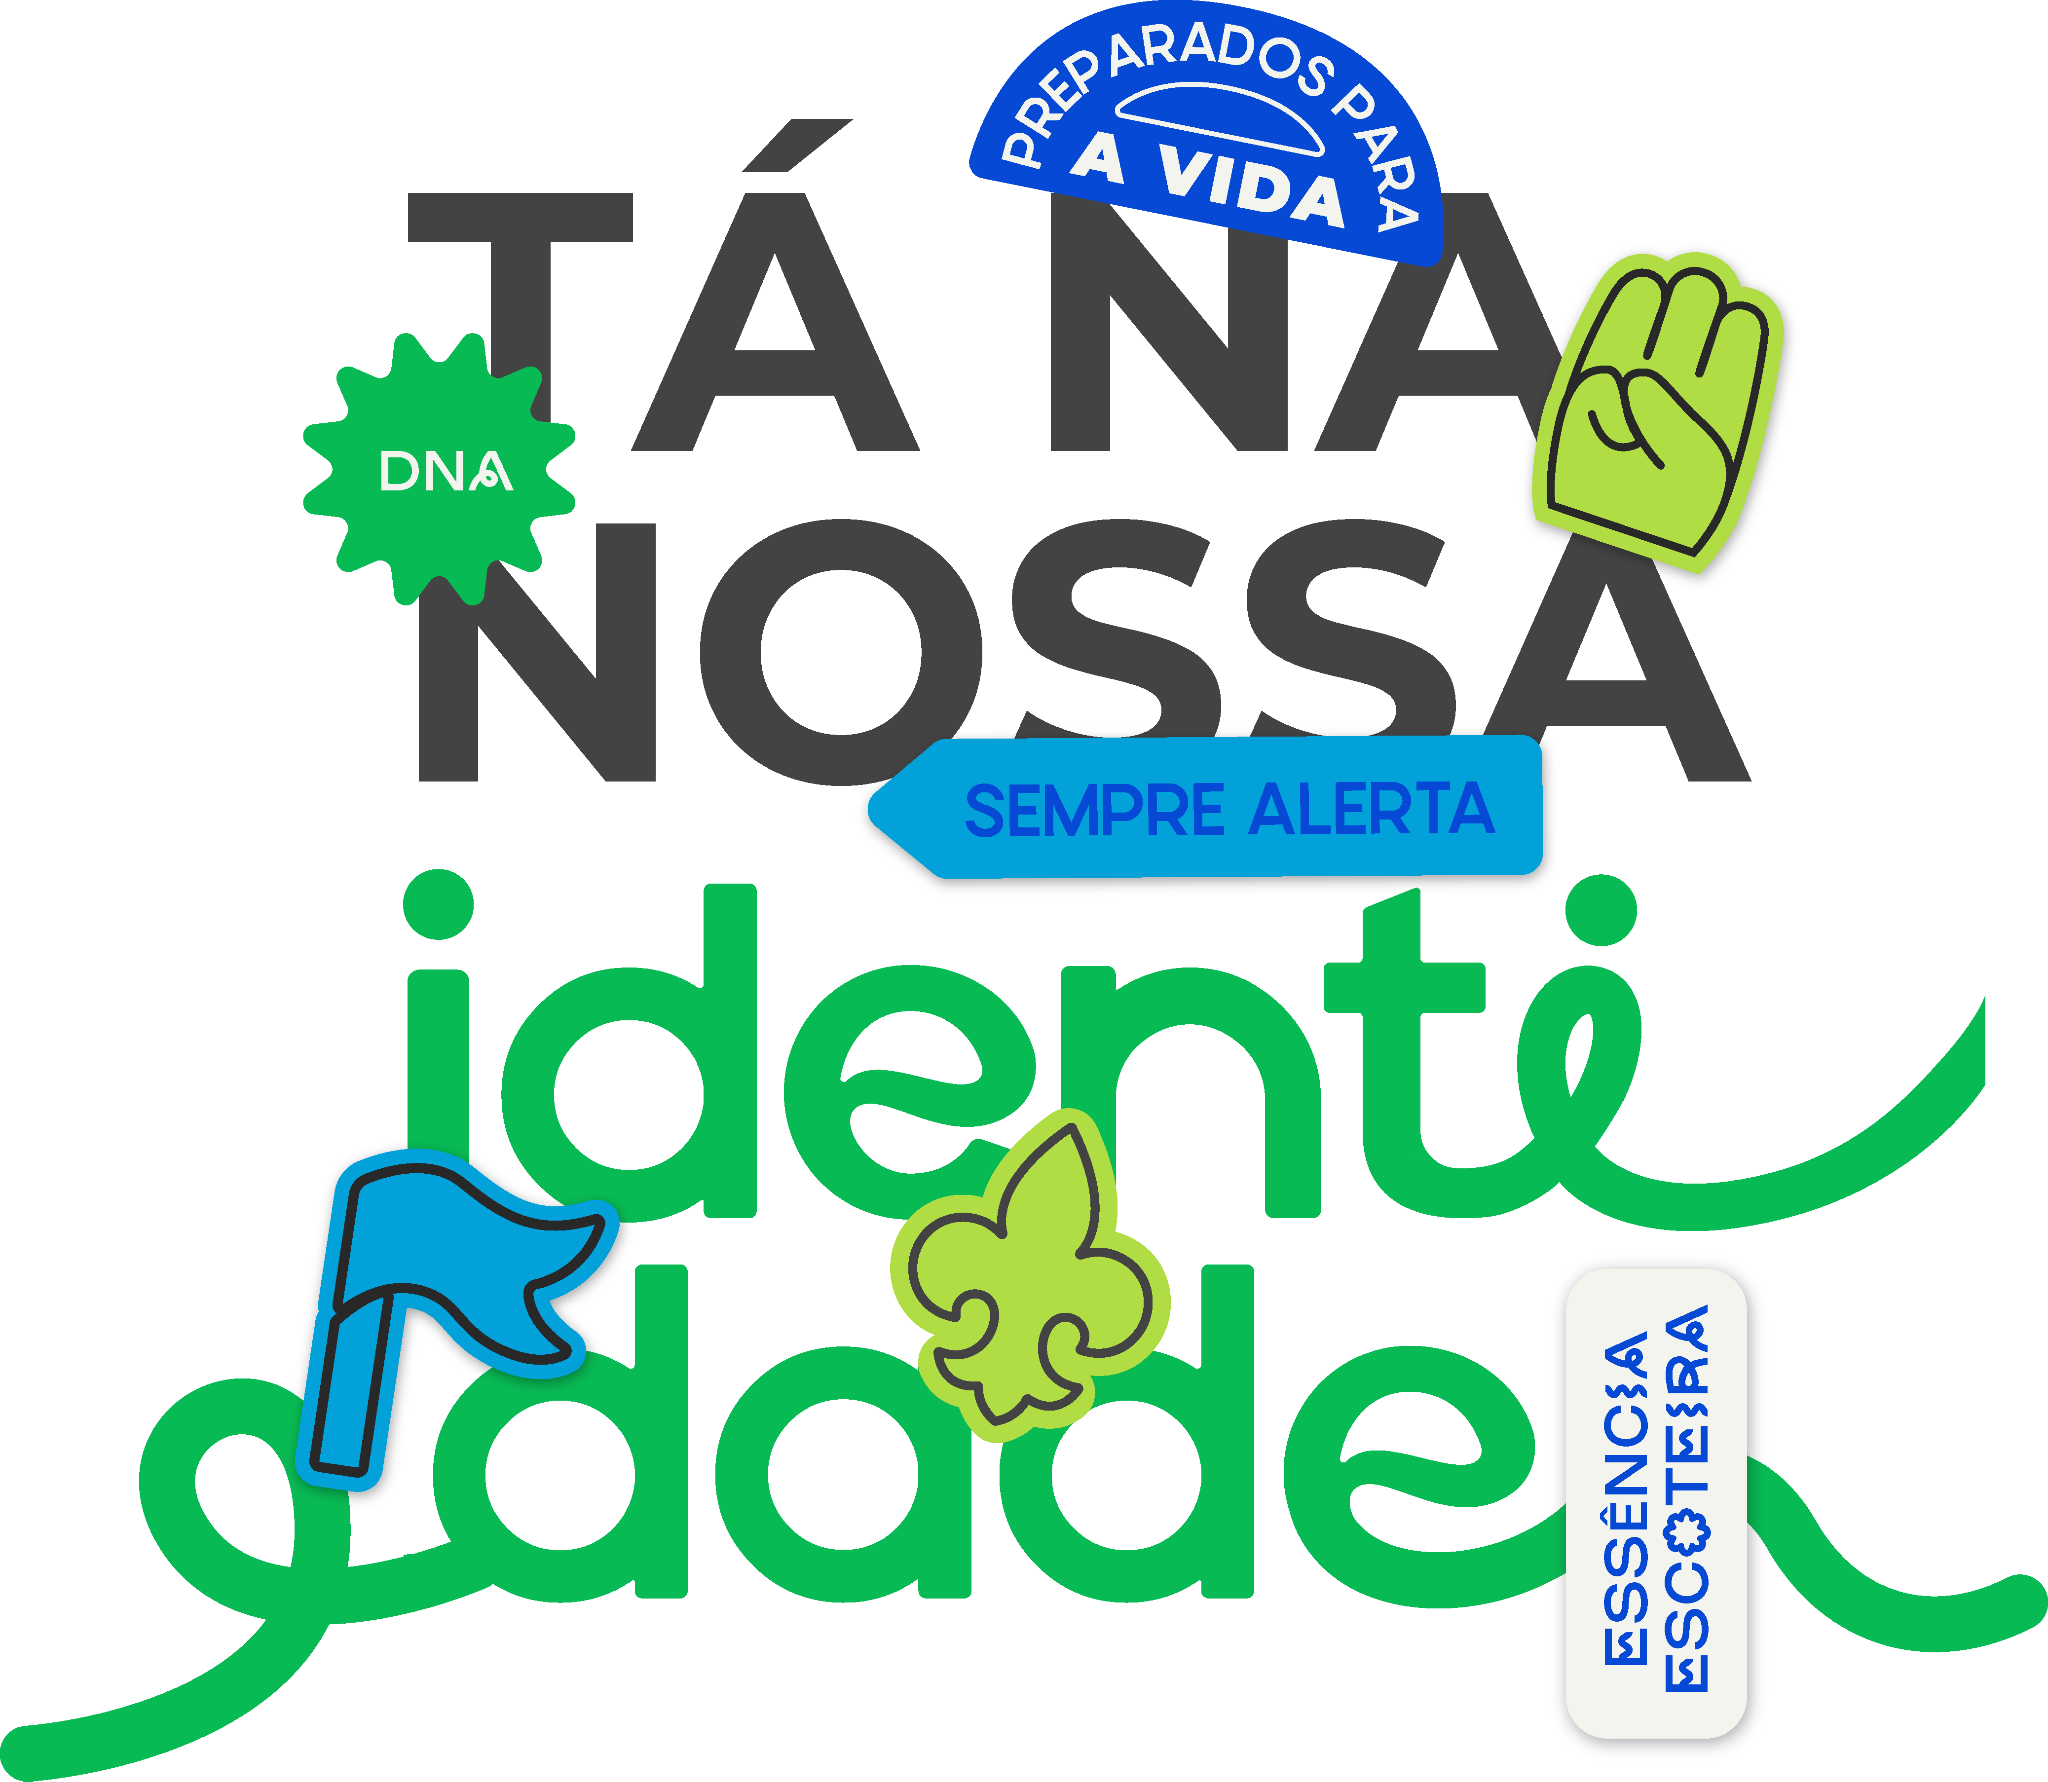 PREPARADOS PARA
A VIDA
TÁ NA
DNA
NOSSA
SEMPRE ALERTA
identi
dade
ESSÊNCIA
ESCOTEIRA